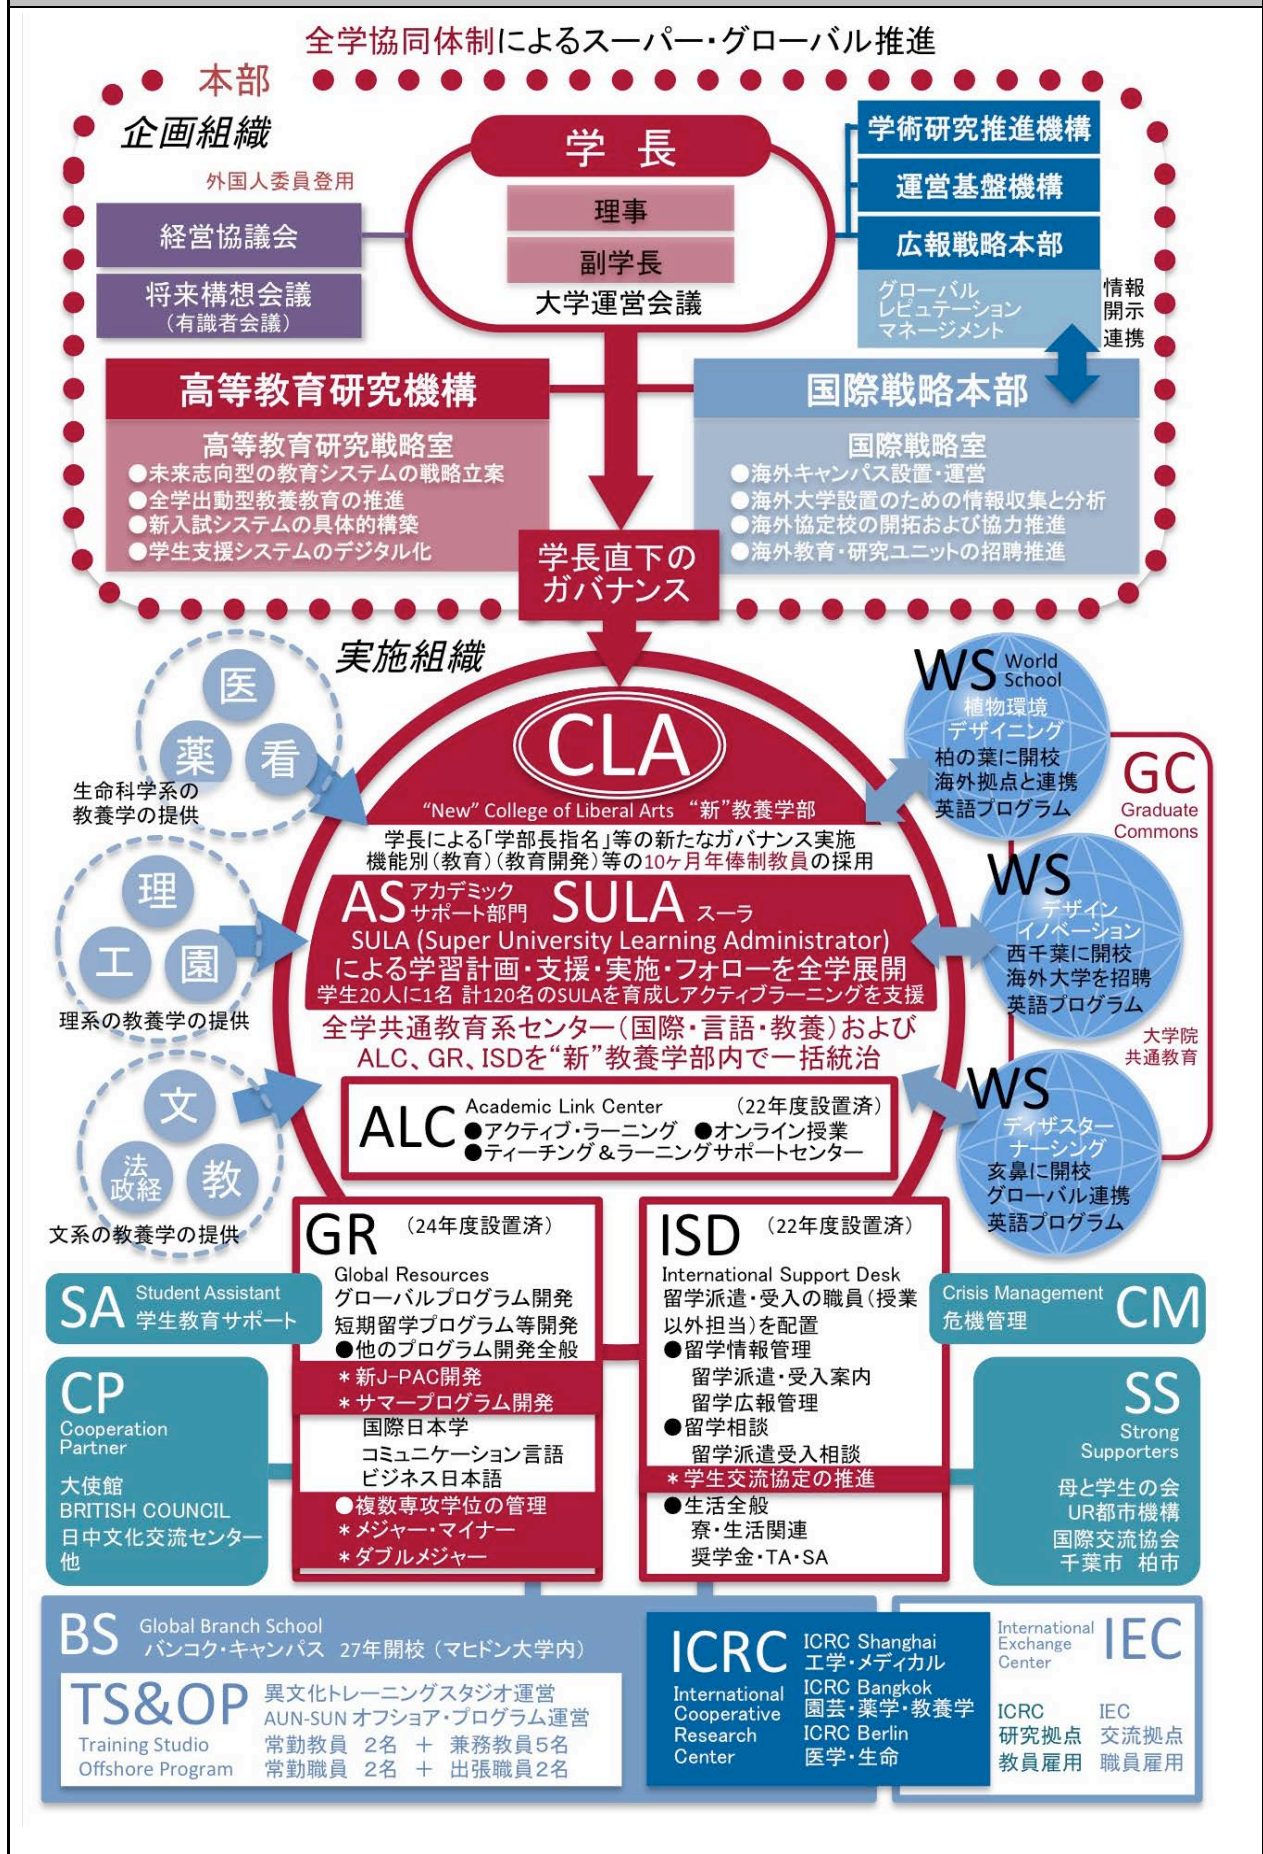 全学協同体制によるスーパー・グローバル推進
本部
企画組織
外国人委員登用
経営協議会
将来構想会議
（有識者会議）
学 長
理事
副学長
大学運営会議
学術研究推進機構
運営基盤機構
広報戦略本部
グローバル
レピュテーション
マネージメント
情報
開示
連携
高等教育研究機構
高等教育研究戦略室
●未来志向型の教育システムの戦略立案
●全学出動型教養教育の推進
●新入試システムの具体的構築
●学生支援システムのデジタル化
国際戦略本部
国際戦略室
●海外キャンパス設置・運営
●海外大学設置のための情報収集と分析
●海外協定校の開拓および協力推進
●海外教育・研究ユニットの招聘推進
学長直下の
ガバナンス
実施組織
医
薬
看
生命科学系の
教養学の提供
理
工
園
理系の教養学の提供
文
法
政経
教
文系の教養学の提供
CLA
“New” College of Liberal Arts “新”教養学部
学長による「学部長指名」等の新たなガバナンス実施
機能別（教育）（教育開発）等の10ヶ月年俸制教員の採用
AS アカデミック
サポート部門
SULA スーラ
SULA (Super University Learning Administrator)
による学習計画・支援・実施・フォローを全学展開
学生20人に1名 計120名のSULAを育成しアクティブラーニングを支援
全学共通教育系センター（国際・言語・教養）および
ALC、GR、ISDを“新”教養学部内で一括統治
ALC
Academic Link Center （22年度設置済）
●アクティブ・ラーニング ●オンライン授業
●ティーチング＆ラーニングサポートセンター
WS World
School
植物環境
デザイニング
柏の葉に開校
海外拠点と連携
英語プログラム
WS
デザイン
イノベーション
西千葉に開校
海外大学を招聘
英語プログラム
WS
ディザスター
ナーシング
亥鼻に開校
グローバル連携
英語プログラム
GC
Graduate
Commons
大学院
共通教育
GR （24年度設置済）
Global Resources
グローバルプログラム開発
短期留学プログラム等開発
●他のプログラム開発全般
＊新J-PAC開発
＊サマープログラム開発
国際日本学
コミュニケーション言語
ビジネス日本語
●複数専攻学位の管理
＊メジャー・マイナー
＊ダブルメジャー
ISD （22年度設置済）
International Support Desk
留学派遣・受入の職員（授業
以外担当）を配置
●留学情報管理
留学派遣・受入案内
留学広報管理
●留学相談
留学派遣受入相談
＊学生交流協定の推進
●生活全般
寮・生活関連
奨学金・TA・SA
SA Student Assistant
学生教育サポート
CP
Cooperation
Partner
大使館
BRITISH COUNCIL
日中文化交流センター
他
Crisis Management
危機管理
CM
SS
Strong
Supporters
母と学生の会
UR都市機構
国際交流協会
千葉市 柏市
BS Global Branch School
バンコク・キャンパス 27年開校（マヒドン大学内）
TS&OP
Training Studio
Offshore Program
異文化トレーニングスタジオ運営
AUN-SUN オフショア・プログラム運営
常勤教員 2名 ＋ 兼務教員5名
常勤職員 2名 ＋ 出張職員2名
ICRC
International
Cooperative
Research
Center
ICRC Shanghai
工学・メディカル
ICRC Bangkok
園芸・薬学・教養学
ICRC Berlin
医学・生命
International
Exchange
Center
IEC
ICRC
研究拠点
教員雇用
IEC
交流拠点
職員雇用